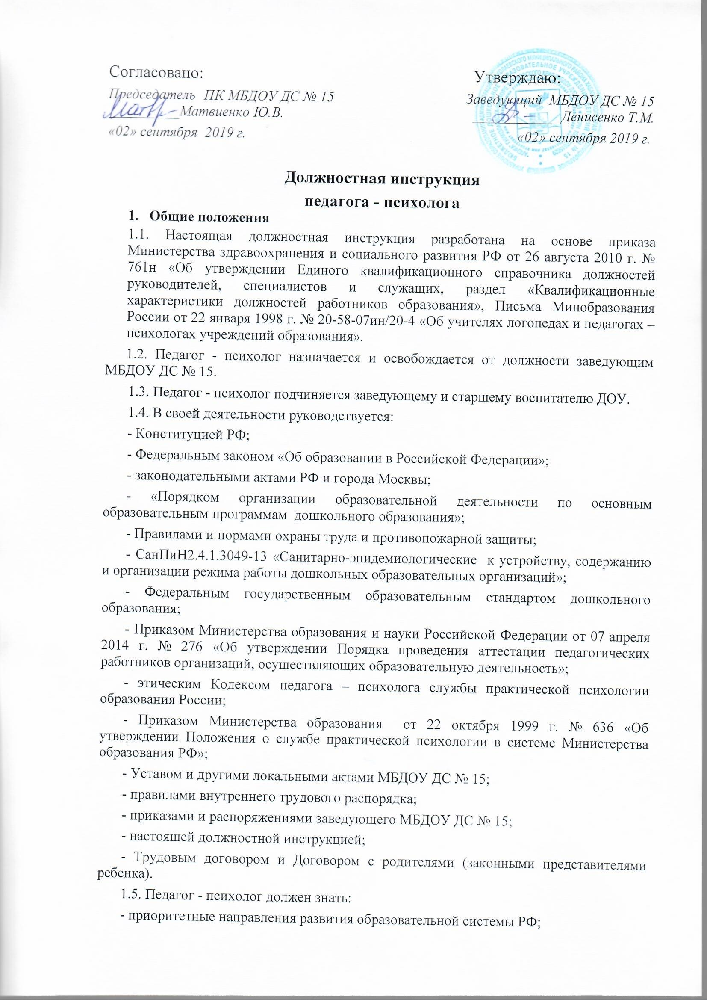 Согласовано:
Председатель ПК МБДОУ ДС № 15
Матвиенко Ю.В.
«02» сентября 2019 г.
Утверждаю:
Заведующий МБДОУ ДС № 15
Денисенко Т.М.
«02» сентября 2019 г.
Должностная инструкция
педагога - психолога
1. Общие положения
1.1. Настоящая должностная инструкция разработана на основе приказа
Министерства здравоохранения и социального развития РФ от 26 августа 2010 г. №
761н «Об утверждении Единого квалификационного справочника должностей
руководителей, специалистов и служащих, раздел «Квалификационные
характеристики должностей работников образования», Письма Минобразования
России от 22 января 1998 г. № 20-58-07ин/20-4 «Об учителях логопедах и педагогах –
психологах учреждений образования».
1.2. Педагог - психолог назначается и освобождается от должности заведующим
МБДОУ ДС № 15.
1.3. Педагог - психолог подчиняется заведующему и старшему воспитателю ДОУ.
1.4. В своей деятельности руководствуется:
- Конституцией РФ;
- Федеральным законом «Об образовании в Российской Федерации»;
- законодательными актами РФ и города Москвы;
- «Порядком организации образовательной деятельности по основным
образовательным программам дошкольного образования»;
- Правилами и нормами охраны труда и противопожарной защиты;
- СанПиН2.4.1.3049-13 «Санитарно-эпидемиологические к устройству, содержанию
и организации режима работы дошкольных образовательных организаций»;
- Федеральным государственным образовательным стандартом дошкольного
образования;
- Приказом Министерства образования и науки Российской Федерации от 07 апреля
2014 г. № 276 «Об утверждении Порядка проведения аттестации педагогических
работников организаций, осуществляющих образовательную деятельность»;
- этическим Кодексом педагога – психолога службы практической психологии
образования России;
- Приказом Министерства образования от 22 октября 1999 г. № 636 «Об
утверждении Положения о службе практической психологии в системе Министерства
образования РФ»;
- Уставом и другими локальными актами МБДОУ ДС № 15;
- правилами внутреннего трудового распорядка;
- приказами и распоряжениями заведующего МБДОУ ДС № 15;
- настоящей должностной инструкцией;
- Трудовым договором и Договором с родителями (законными представителями
ребенка).
1.5. Педагог - психолог должен знать:
- приоритетные направления развития образовательной системы РФ;